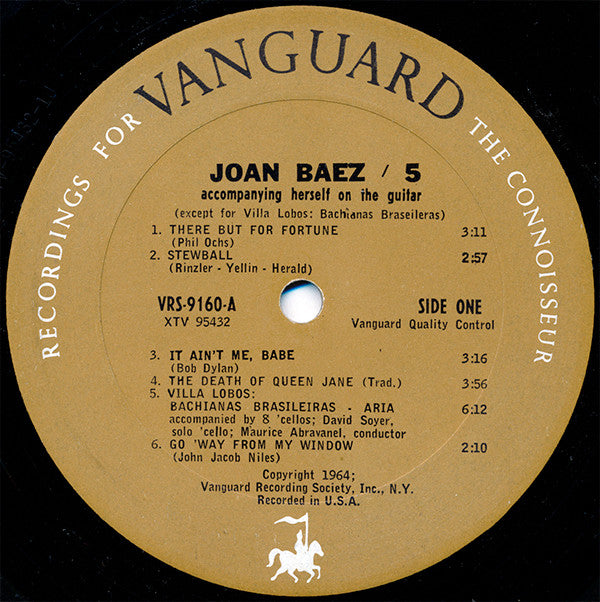 RECORDINGS FOR VANGUARD THE CONNOISSEUR
JOAN BAEZ / 5
accompanying herself on the guitar
(except for Villa Lobos: Bachianas Braseileras)
1. THERE BUT FOR FORTUNE 3:11
(Phil Ochs)
2. STEWBALL 2:57
(Rinzler - Yellin - Herald)
VRS-9160-A SIDE ONE
XTV 95432 Vanguard Quality Control
3. IT AIN'T ME, BABE 3:16
(Bob Dylan)
4. THE DEATH OF QUEEN JANE (Trad.) 3:56
5. VILLA LOBOS:
BACHIANAS BRASILEIRAS - ARIA 6:12
accompanied by 8 'cellos; David Soyer,
solo 'cello; Maurice Abravanel, conductor
6. GO 'WAY FROM MY WINDOW 2:10
(John Jacob Niles)
Copyright 1964;
Vanguard Recording Society, Inc., N.Y.
Recorded in U.S.A.